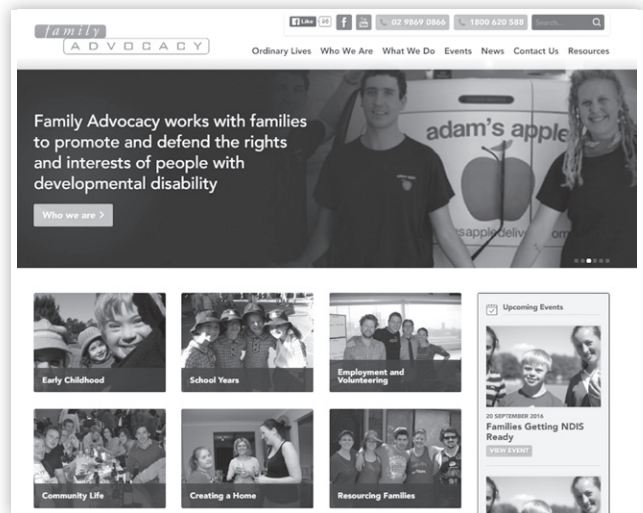 family
ADVOCACY
Like
02 9869 0866
1800 620 588
Search...
Ordinary Lives Who We Are What We Do Events News Contact Us Resources
Family Advocacy works with families
to promote and defend the rights
and interests of people with
developmental disability
Who we are >
adam's apple
Early Childhood
School Years
Employment and
Volunteering
Upcoming Events
20 SEPTEMBER 2016
Families Getting NDIS
Ready
VIEW EVENT
Community Life
Creating a Home
Resourcing Families